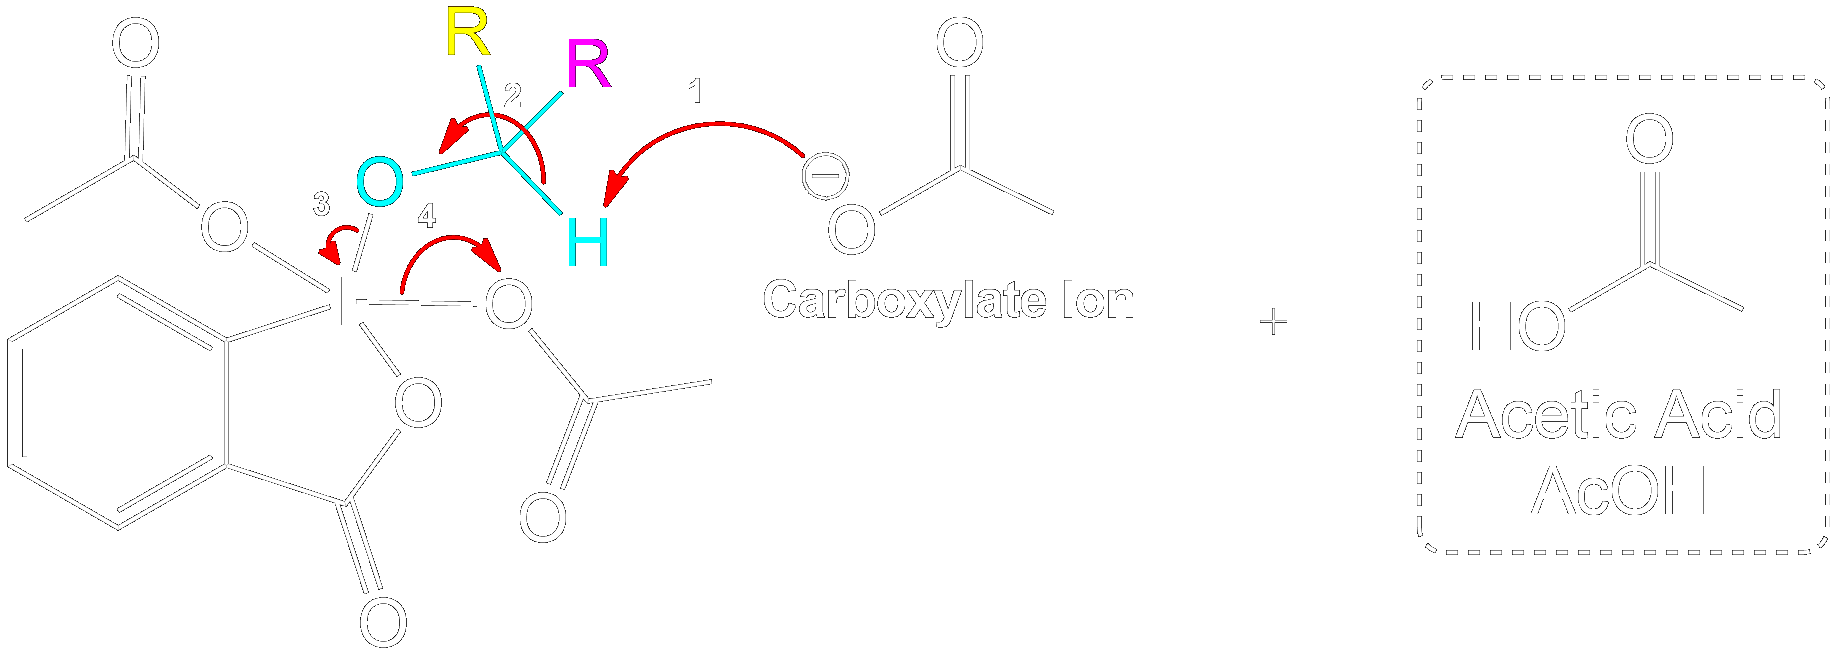 O
R
R
2
1
O
O
O
3
4
O
H
⊖
O
I
O
Carboxylate Ion
+
HO
O
Acetic Acid
AcOH
O
O